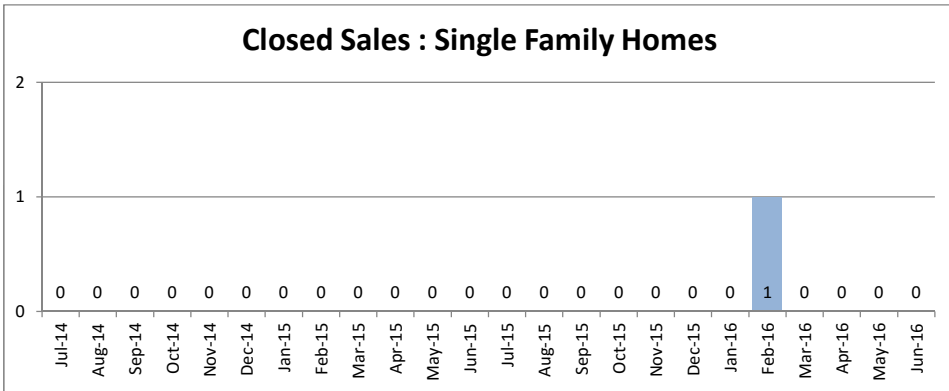 Closed Sales : Single Family Homes
2
1
0
0 0 0 0 0 0 0 0 0 0 0 0 0 0 0 0 0 0 0 1 0 0 0 0
Jul-14 Aug-14 Sep-14 Oct-14 Nov-14 Dec-14 Jan-15 Feb-15 Mar-15 Apr-15 May-15 Jun-15 Jul-15 Aug-15 Sep-15 Oct-15 Nov-15 Dec-15 Jan-16 Feb-16 Mar-16 Apr-16 May-16 Jun-16